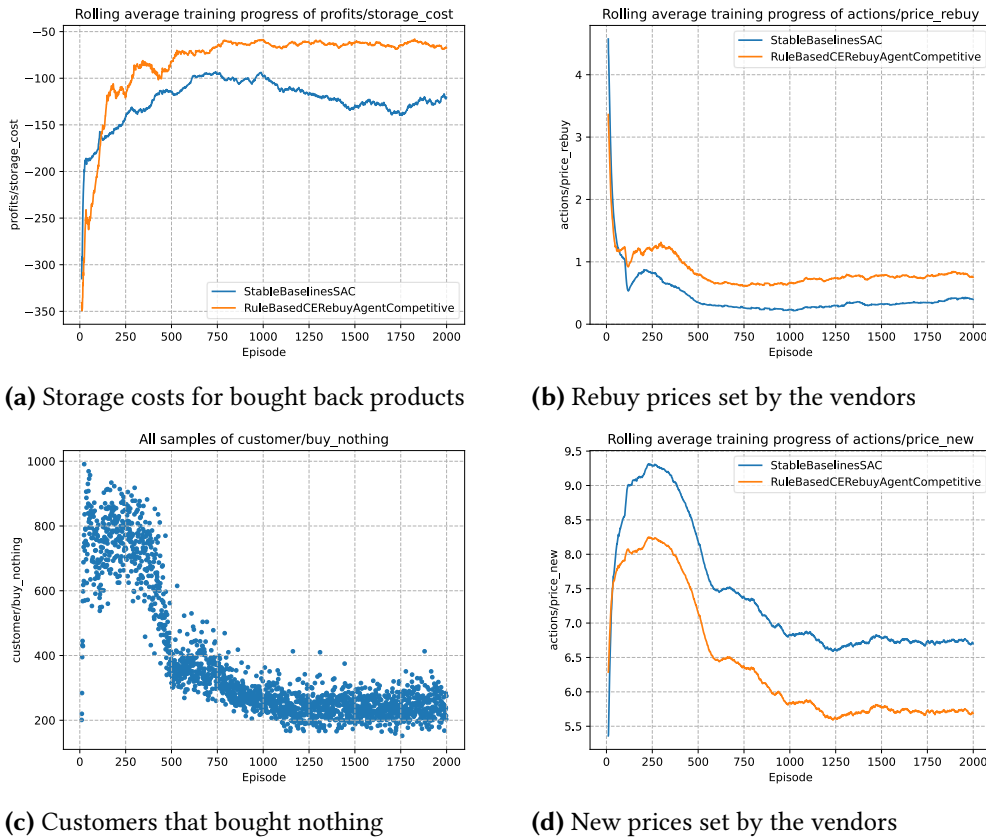 Rolling average training progress of profits/storage_cost
−50
−100
−150
−200
−250
−300
−350
profits/storage_cost
StableBaselinesSAC
RuleBasedCERebuyAgentCompetitive
0 250 500 750 1000 1250 1500 1750 2000
Episode
(a) Storage costs for bought back products
Rolling average training progress of actions/price_rebuy
4
3
2
1
0
actions/price_rebuy
StableBaselinesSAC
RuleBasedCERebuyAgentCompetitive
0 250 500 750 1000 1250 1500 1750 2000
Episode
(b) Rebuy prices set by the vendors
All samples of customer/buy_nothing
1000
800
600
400
200
customer/buy_nothing
0 250 500 750 1000 1250 1500 1750 2000
Episode
(c) Customers that bought nothing
Rolling average training progress of actions/price_new
9.5
9.0
8.5
8.0
7.5
7.0
6.5
6.0
5.5
actions/price_new
StableBaselinesSAC
RuleBasedCERebuyAgentCompetitive
0 250 500 750 1000 1250 1500 1750 2000
Episode
(d) New prices set by the vendors